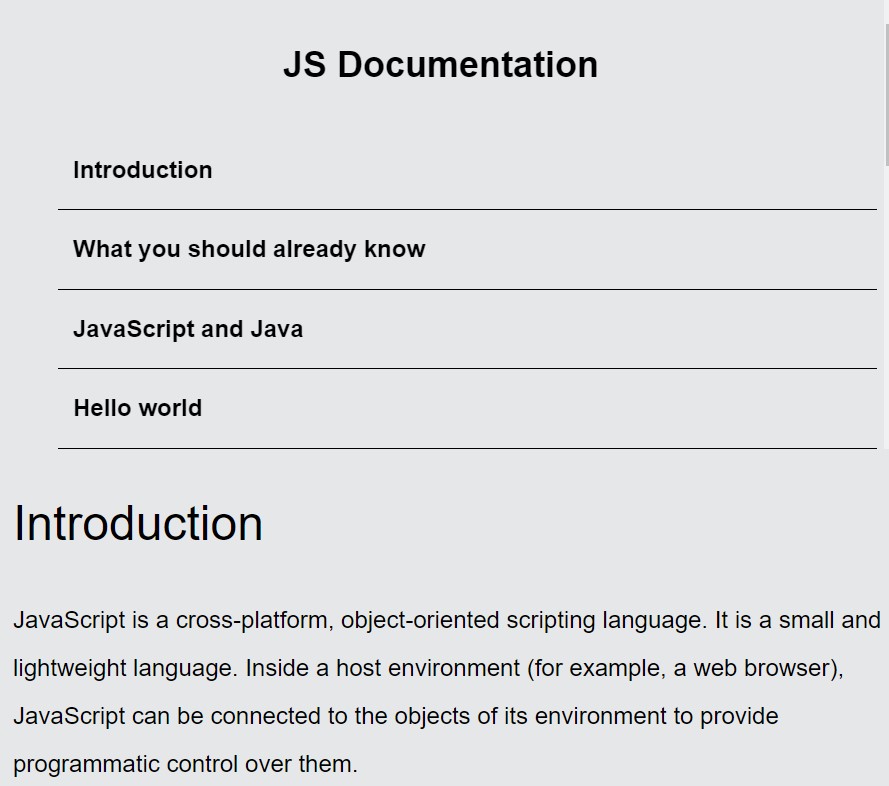 JS Documentation
Introduction
What you should already know
JavaScript and Java
Hello world
Introduction
JavaScript is a cross-platform, object-oriented scripting language. It is a small and
lightweight language. Inside a host environment (for example, a web browser),
JavaScript can be connected to the objects of its environment to provide
programmatic control over them.